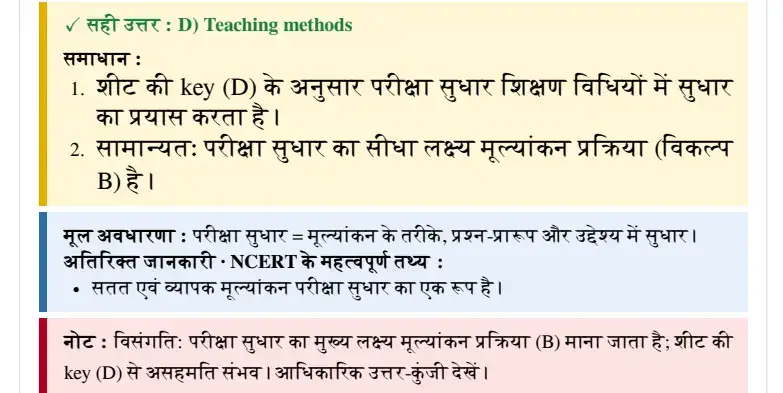 ✓ सही उत्तर : D) Teaching methods
समाधान :
1. शीट की key (D) के अनुसार परीक्षा सुधार शिक्षण विधियों में सुधार
का प्रयास करता है।
2. सामान्यतः परीक्षा सुधार का सीधा लक्ष्य मूल्यांकन प्रक्रिया (विकल्प
B) है।
मूल अवधारणा : परीक्षा सुधार = मूल्यांकन के तरीके, प्रश्न-प्रारूप और उद्देश्य में सुधार।
अतिरिक्त जानकारी · NCERT के महत्वपूर्ण तथ्य :
• सतत एवं व्यापक मूल्यांकन परीक्षा सुधार का एक रूप है।
नोट : विसंगतिः परीक्षा सुधार का मुख्य लक्ष्य मूल्यांकन प्रक्रिया (B) माना जाता है; शीट की
key (D) से असहमति संभव। आधिकारिक उत्तर-कुंजी देखें।